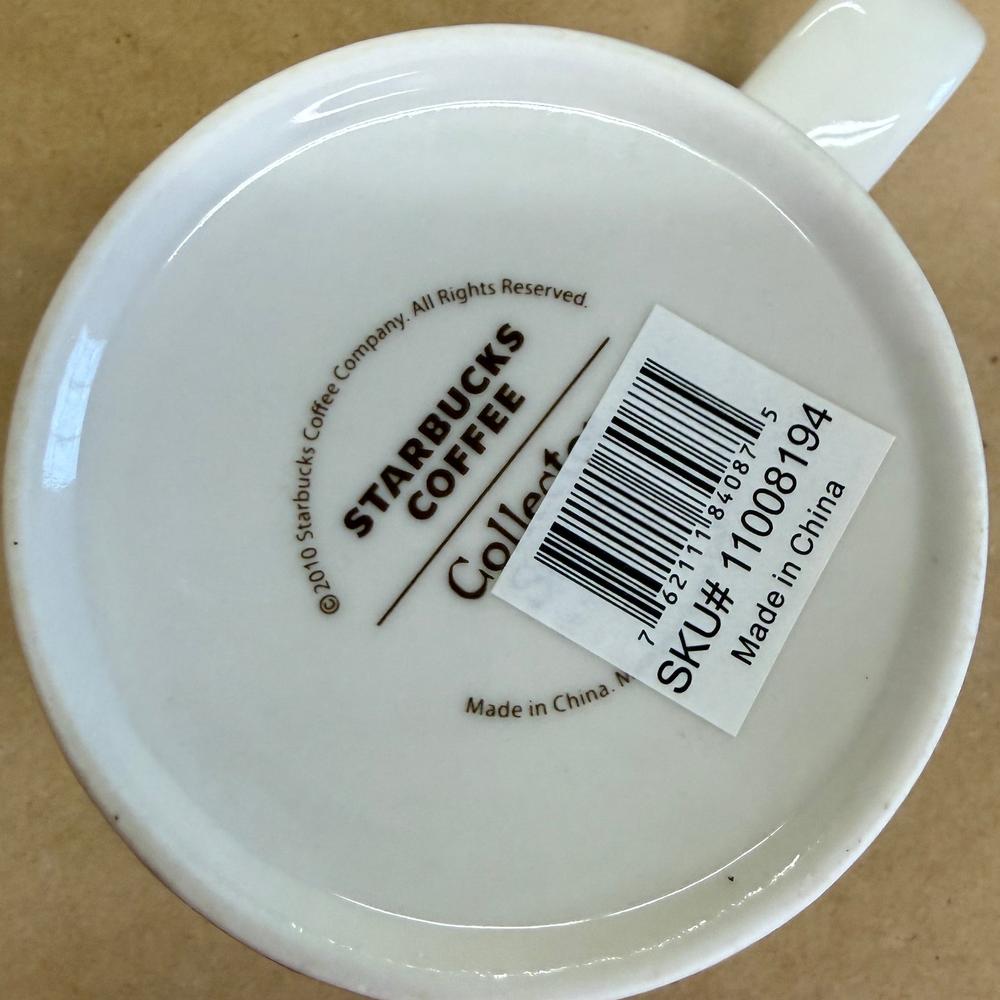 ©2010 Starbucks Coffee Company. All Rights Reserved.
STARBUCKS
COFFEE
Made in China.
7 62111 84087 5
SKU# 11008194
Made in China